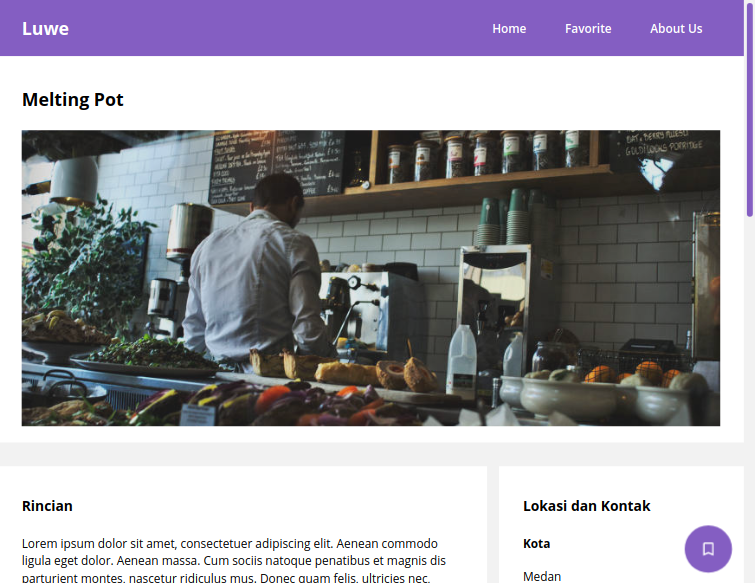 Luwe
Home Favorite About Us
Melting Pot
Rincian
Lorem ipsum dolor sit amet, consectetuer adipiscing elit. Aenean commodo
ligula eget dolor. Aenean massa. Cum sociis natoque penatibus et magnis dis
parturient montes, nascetur ridiculus mus. Donec quam felis, ultricies nec,
Lokasi dan Kontak
Kota
Medan